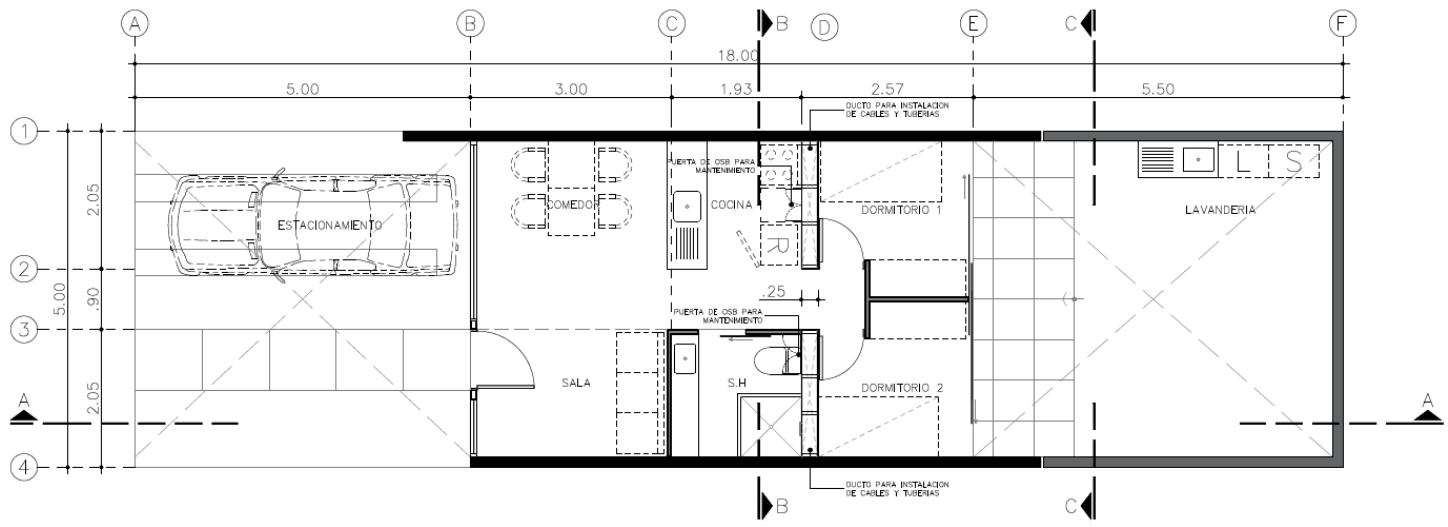 A
B
C
B
D
E
C
F
18.00
5.00
3.00
1.93
2.57
5.50
DUCTO PARA INSTALACION
DE CABLES Y TUBERIAS
1
2
3
4
5.00
2.05
.90
2.05
PUERTA DE OSB PARA
MANTENIMIENTO
ESTACIONAMIENTO
COMEDOR
COCINA
R
DORMITORIO 1
L
S
LAVANDERIA
.25
PUERTA DE OSB PARA
MANTENIMIENTO
SALA
S.H
DORMITORIO 2
A
A
DUCTO PARA INSTALACION
DE CABLES Y TUBERIAS
B
C